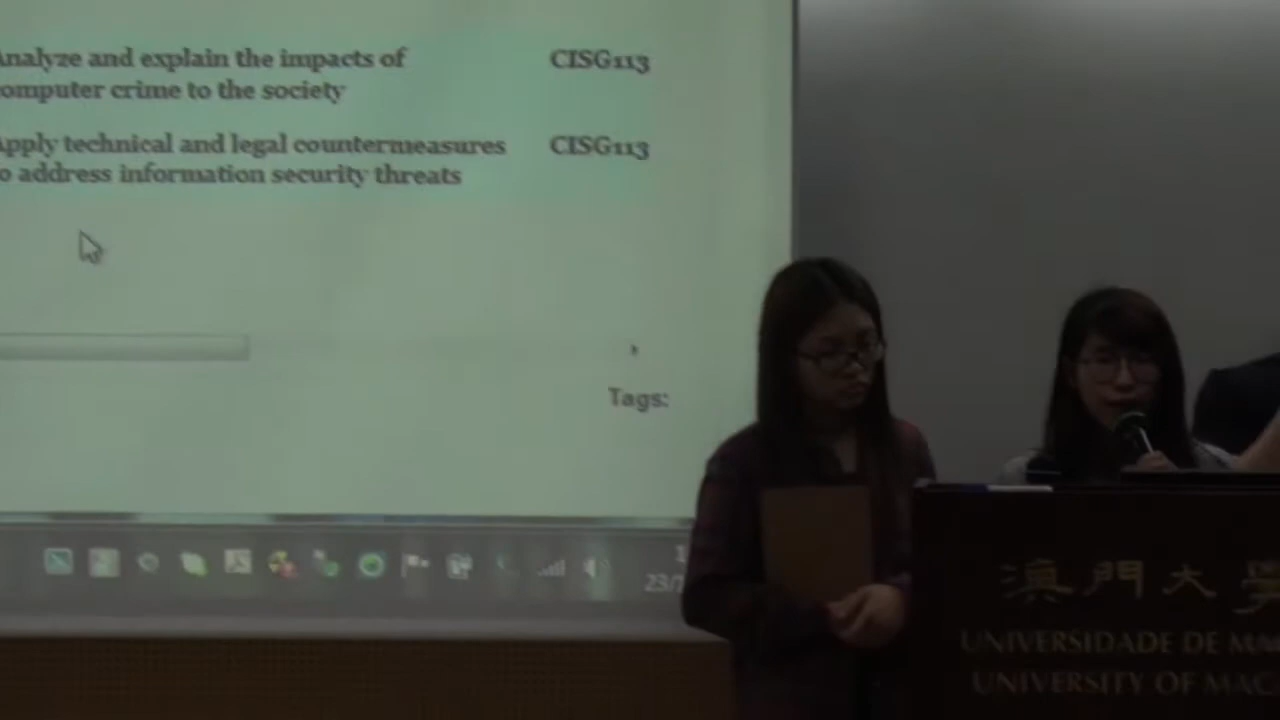 Analyze and explain the impacts of CISG113
computer crime to the society
Apply technical and legal countermeasures CISG113
to address information security threats
Tags:
23/
澳門大學
UNIVERSIDADE DE MA
UNIVERSITY OF MAC